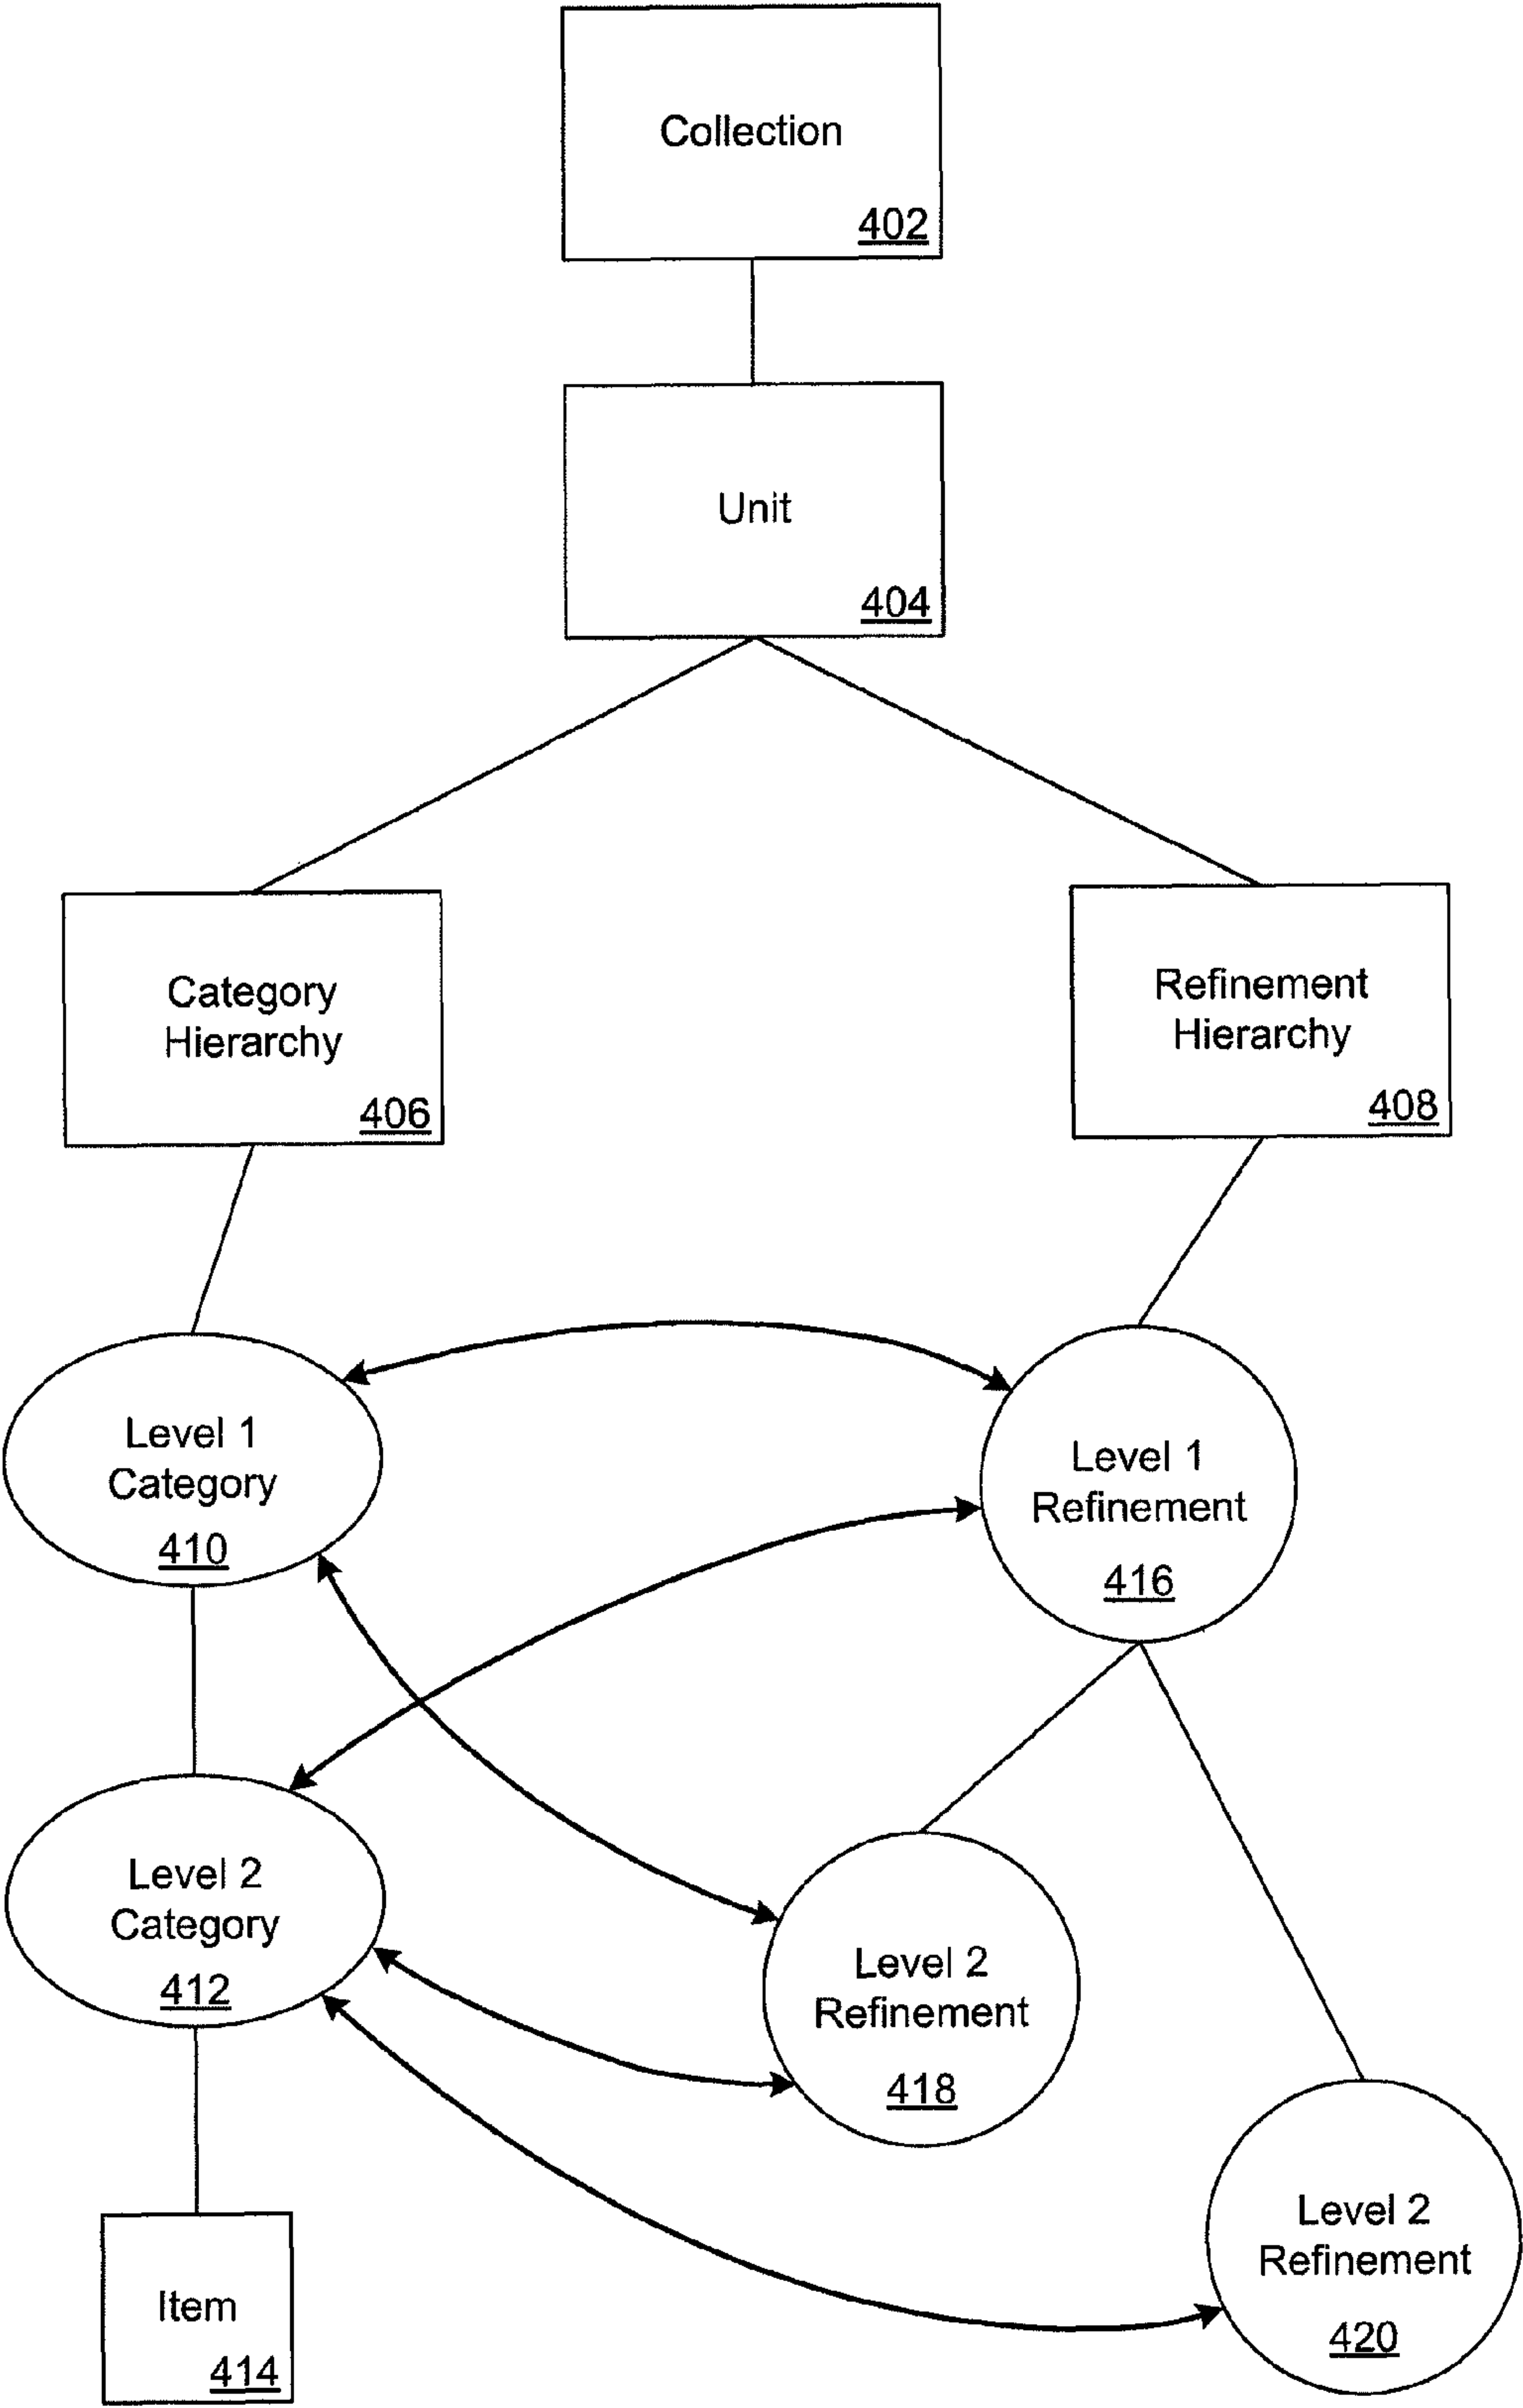 Collection
402
Unit
404
Category
Hierarchy
406
Refinement
Hierarchy
408
Level 1
Category
410
Level 1
Refinement
416
Level 2
Category
412
Level 2
Refinement
418
Level 2
Refinement
420
Item
414